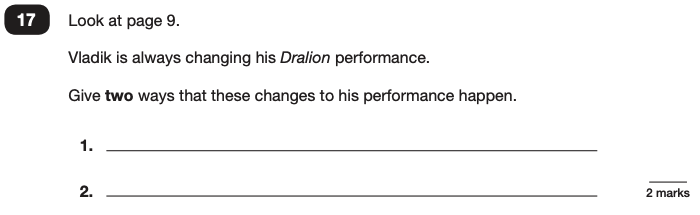 17 Look at page 9.
Vladik is always changing his Dralion performance.
Give two ways that these changes to his performance happen.
1.
2.
2 marks